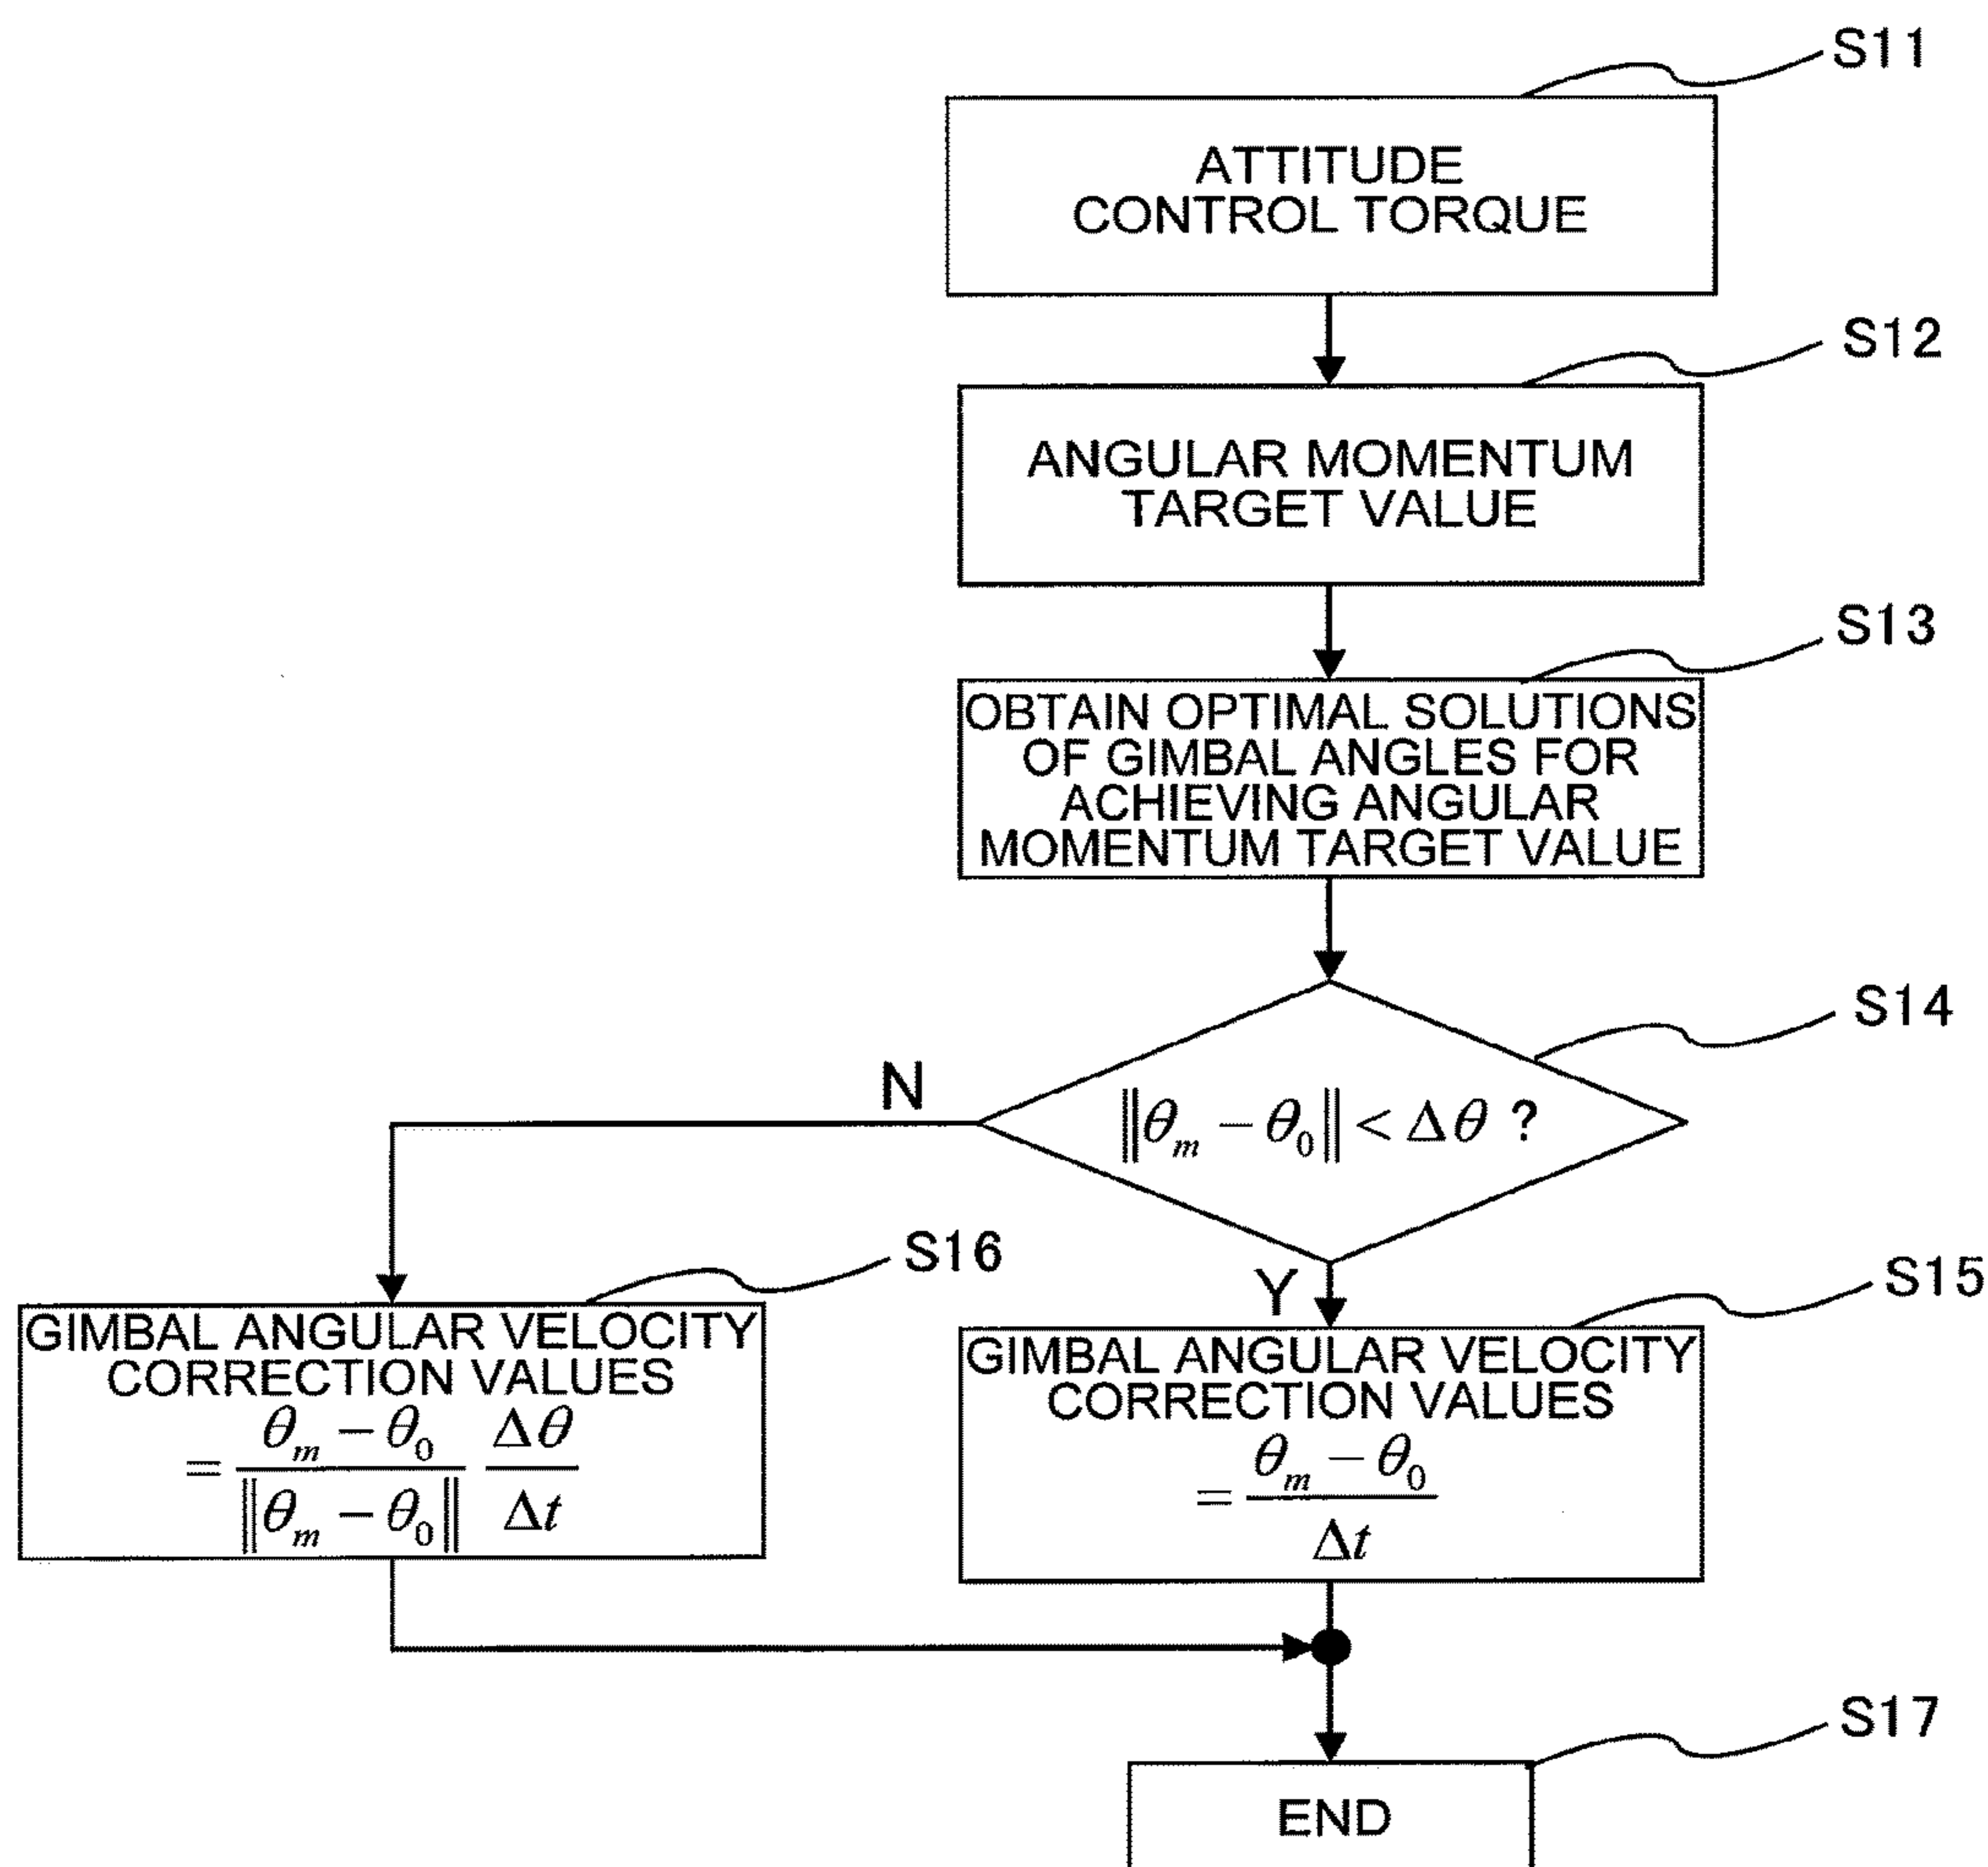 S11
ATTITUDE
CONTROL TORQUE
S12
ANGULAR MOMENTUM
TARGET VALUE
S13
OBTAIN OPTIMAL SOLUTIONS
OF GIMBAL ANGLES FOR
ACHIEVING ANGULAR
MOMENTUM TARGET VALUE
S14
N
‖θₘ − θ₀‖ < Δθ ?
Y
S16
GIMBAL ANGULAR VELOCITY
CORRECTION VALUES
= (θₘ − θ₀)/‖θₘ − θ₀‖ Δθ/Δt
S15
GIMBAL ANGULAR VELOCITY
CORRECTION VALUES
= (θₘ − θ₀)/Δt
S17
END